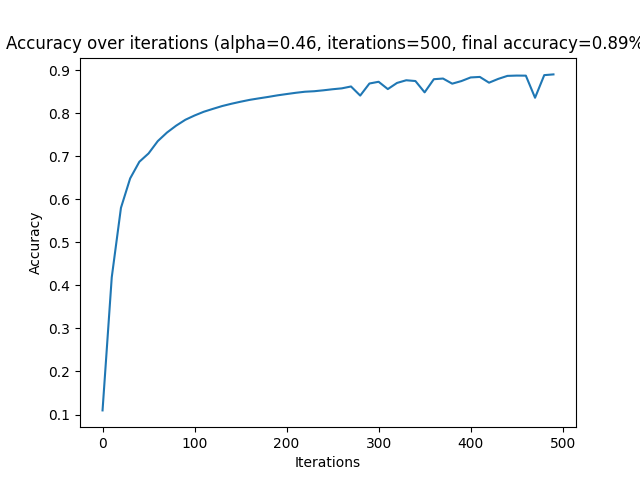 Accuracy over iterations (alpha=0.46, iterations=500, final accuracy=0.89%
0.9
0.8
0.7
0.6
0.5
0.4
0.3
0.2
0.1
Accuracy
0 100 200 300 400 500
Iterations